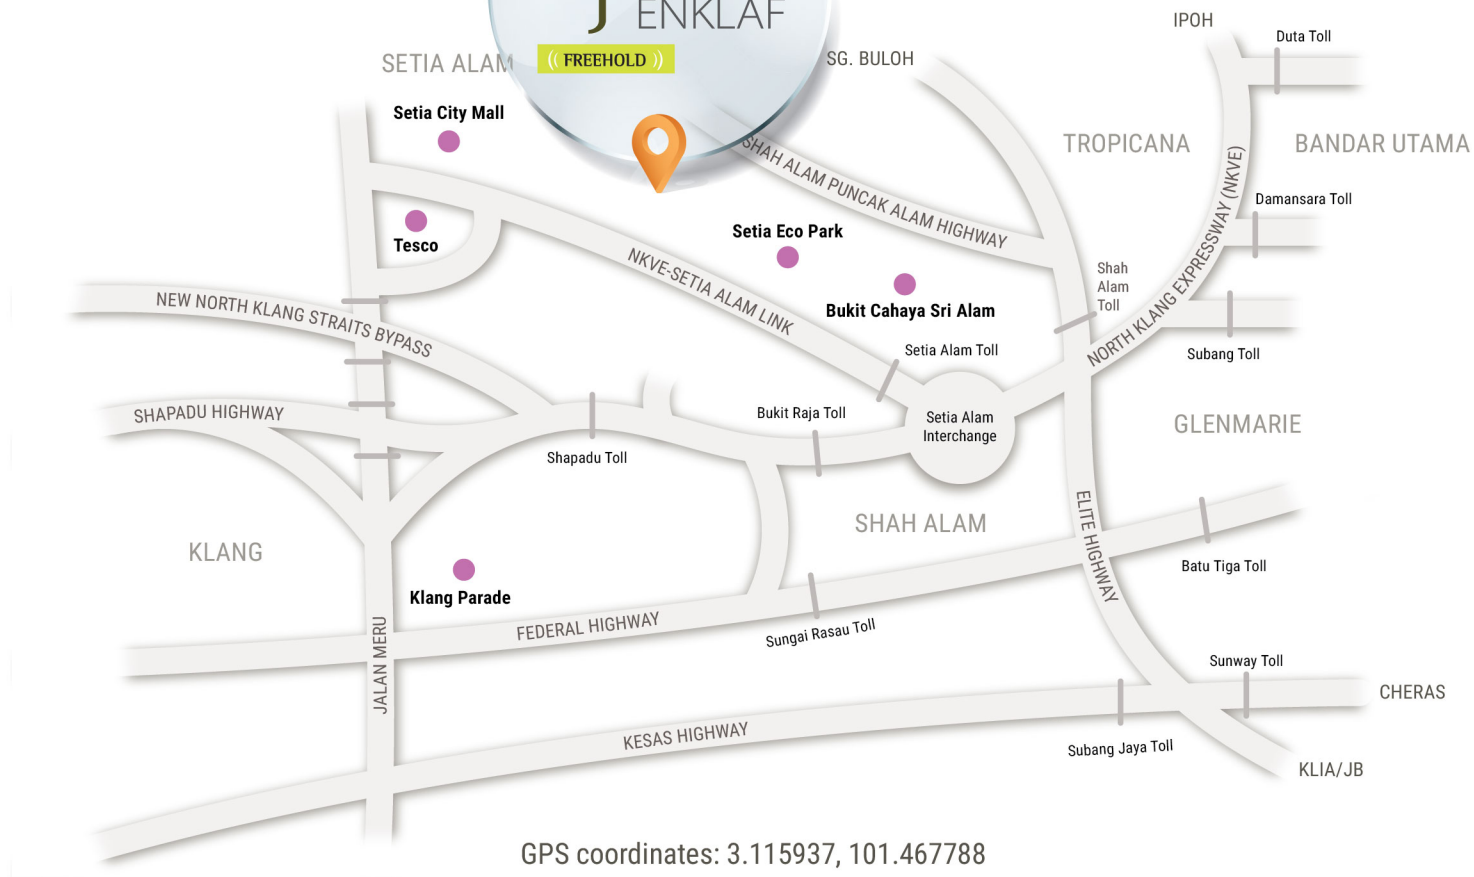 ENKLAF
FREEHOLD
IPOH
Duta Toll
SG. BULOH
SETIA ALAM
Setia City Mall
TROPICANA
BANDAR UTAMA
SHAH ALAM PUNCAK ALAM HIGHWAY
NORTH KLANG EXPRESSWAY (NKVE)
Damansara Toll
Tesco
Setia Eco Park
NKVE-SETIA ALAM LINK
Shah
Alam
Toll
Bukit Cahaya Sri Alam
NEW NORTH KLANG STRAITS BYPASS
Setia Alam Toll
Subang Toll
SHAPADU HIGHWAY
Bukit Raja Toll
Setia Alam
Interchange
GLENMARIE
Shapadu Toll
SHAH ALAM
ELITE HIGHWAY
KLANG
Batu Tiga Toll
Klang Parade
FEDERAL HIGHWAY
Sungai Rasau Toll
JALAN MERU
Sunway Toll
CHERAS
KESAS HIGHWAY
Subang Jaya Toll
KLIA/JB
GPS coordinates: 3.115937, 101.467788